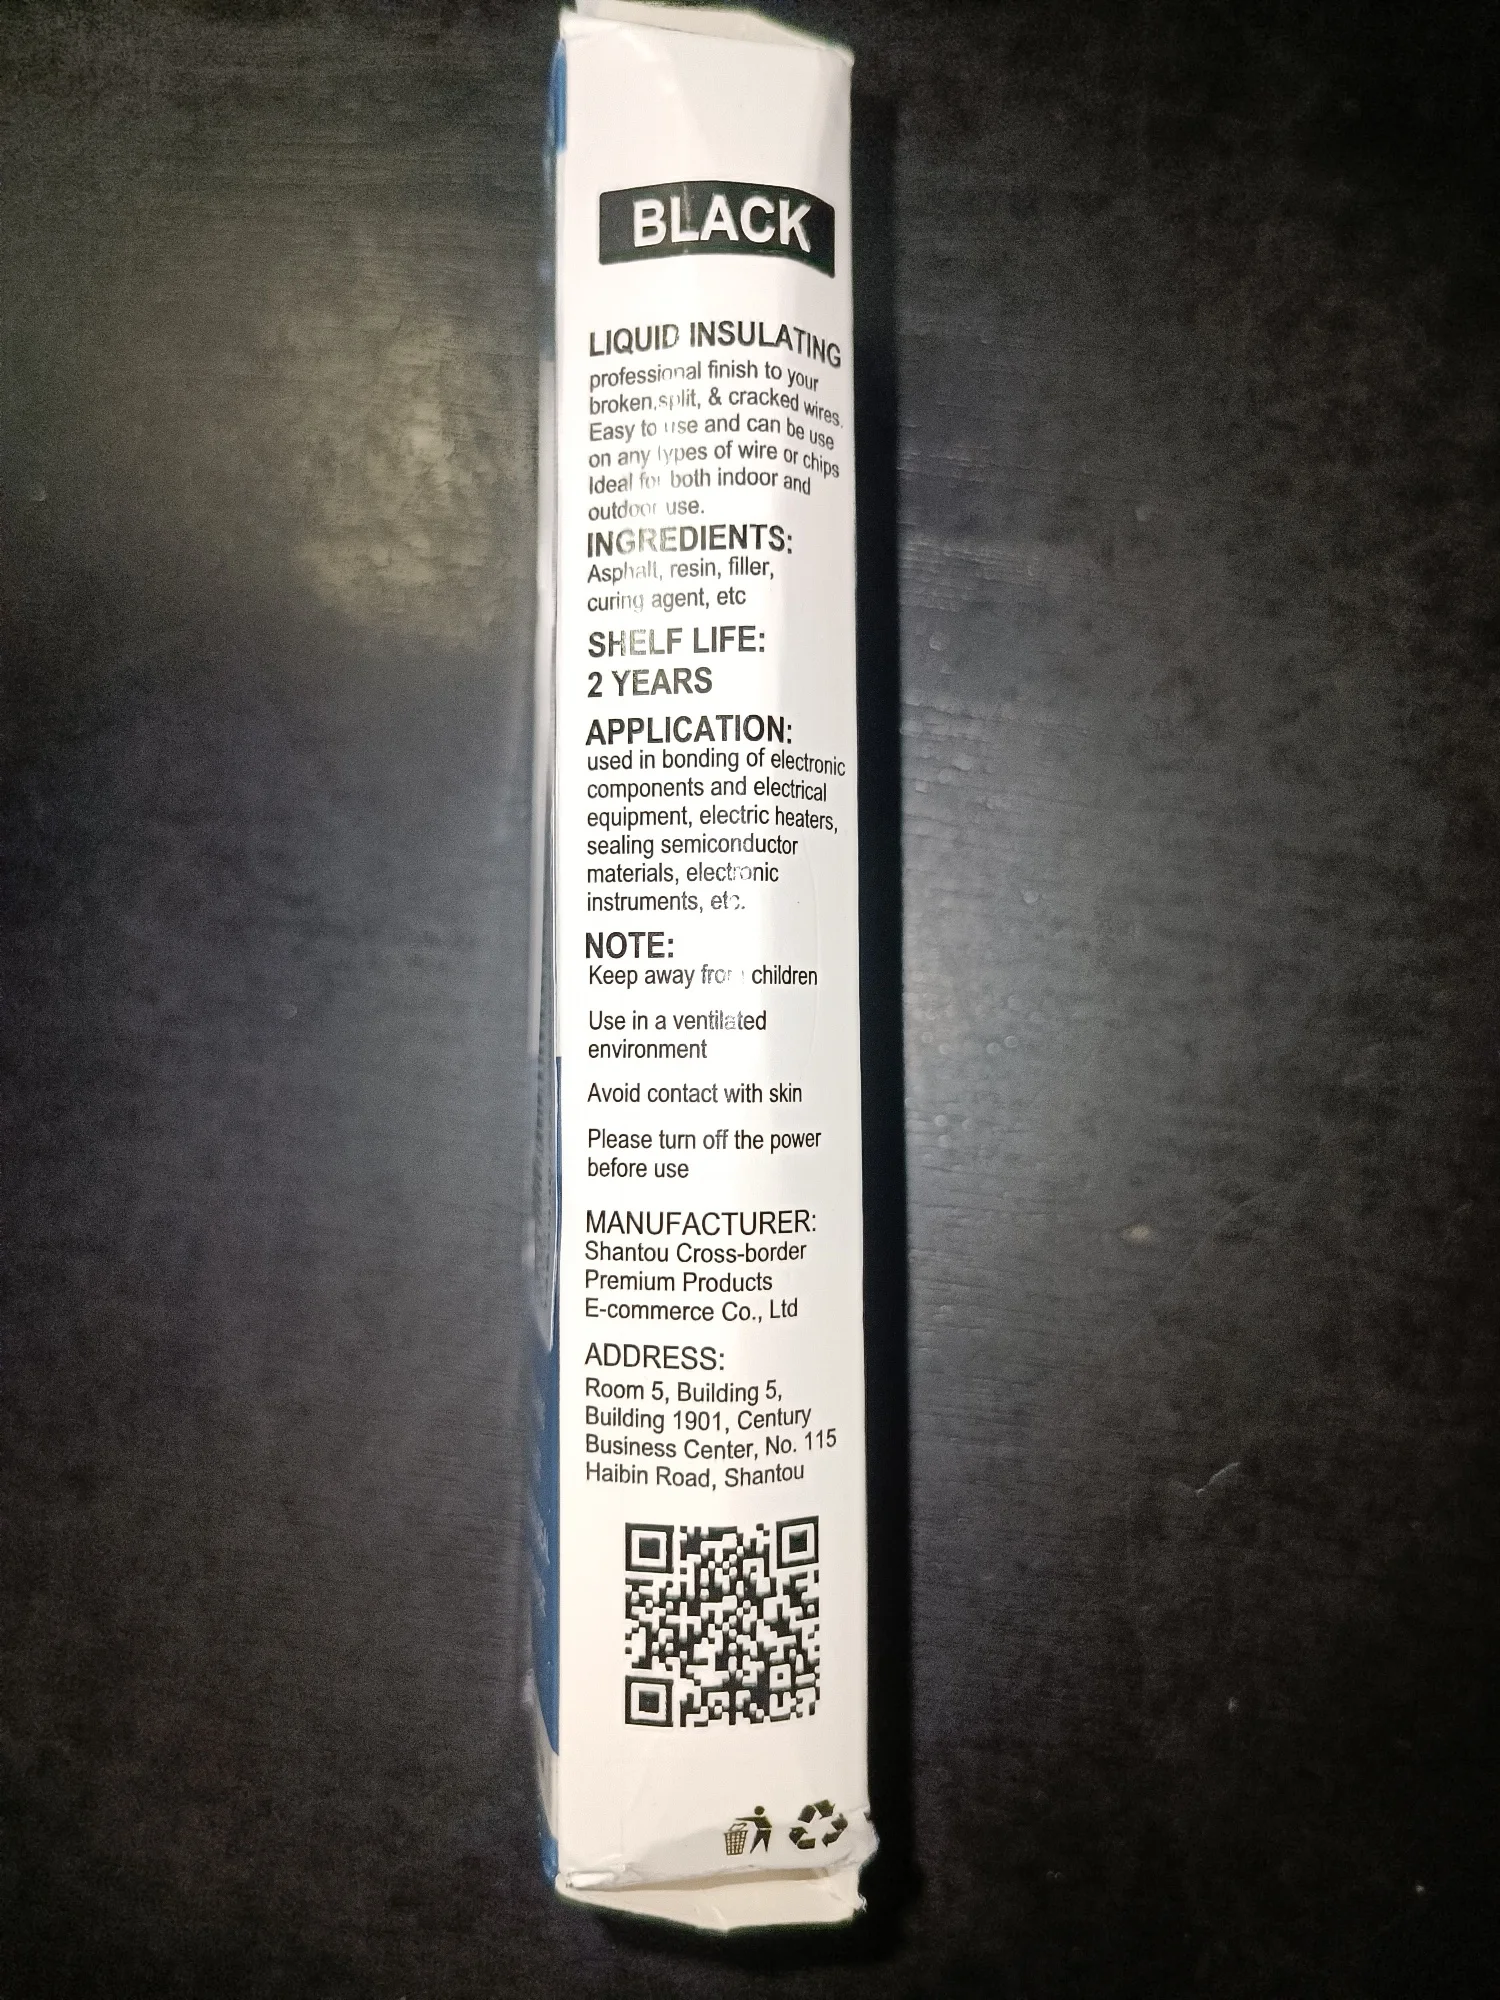 BLACK
LIQUID INSULATING
professional finish to your
broken,split, & cracked wires.
Easy to use and can be use
on any types of wire or chips
Ideal for both indoor and
outdoor use.
INGREDIENTS:
Asphalt, resin, filler,
curing agent, etc
SHELF LIFE:
2 YEARS
APPLICATION:
used in bonding of electronic
components and electrical
equipment, electric heaters,
sealing semiconductor
materials, electronic
instruments, etc.
NOTE:
Keep away from children
Use in a ventilated
environment
Avoid contact with skin
Please turn off the power
before use
MANUFACTURER:
Shantou Cross-border
Premium Products
E-commerce Co., Ltd
ADDRESS:
Room 5, Building 5,
Building 1901, Century
Business Center, No. 115
Haibin Road, Shantou